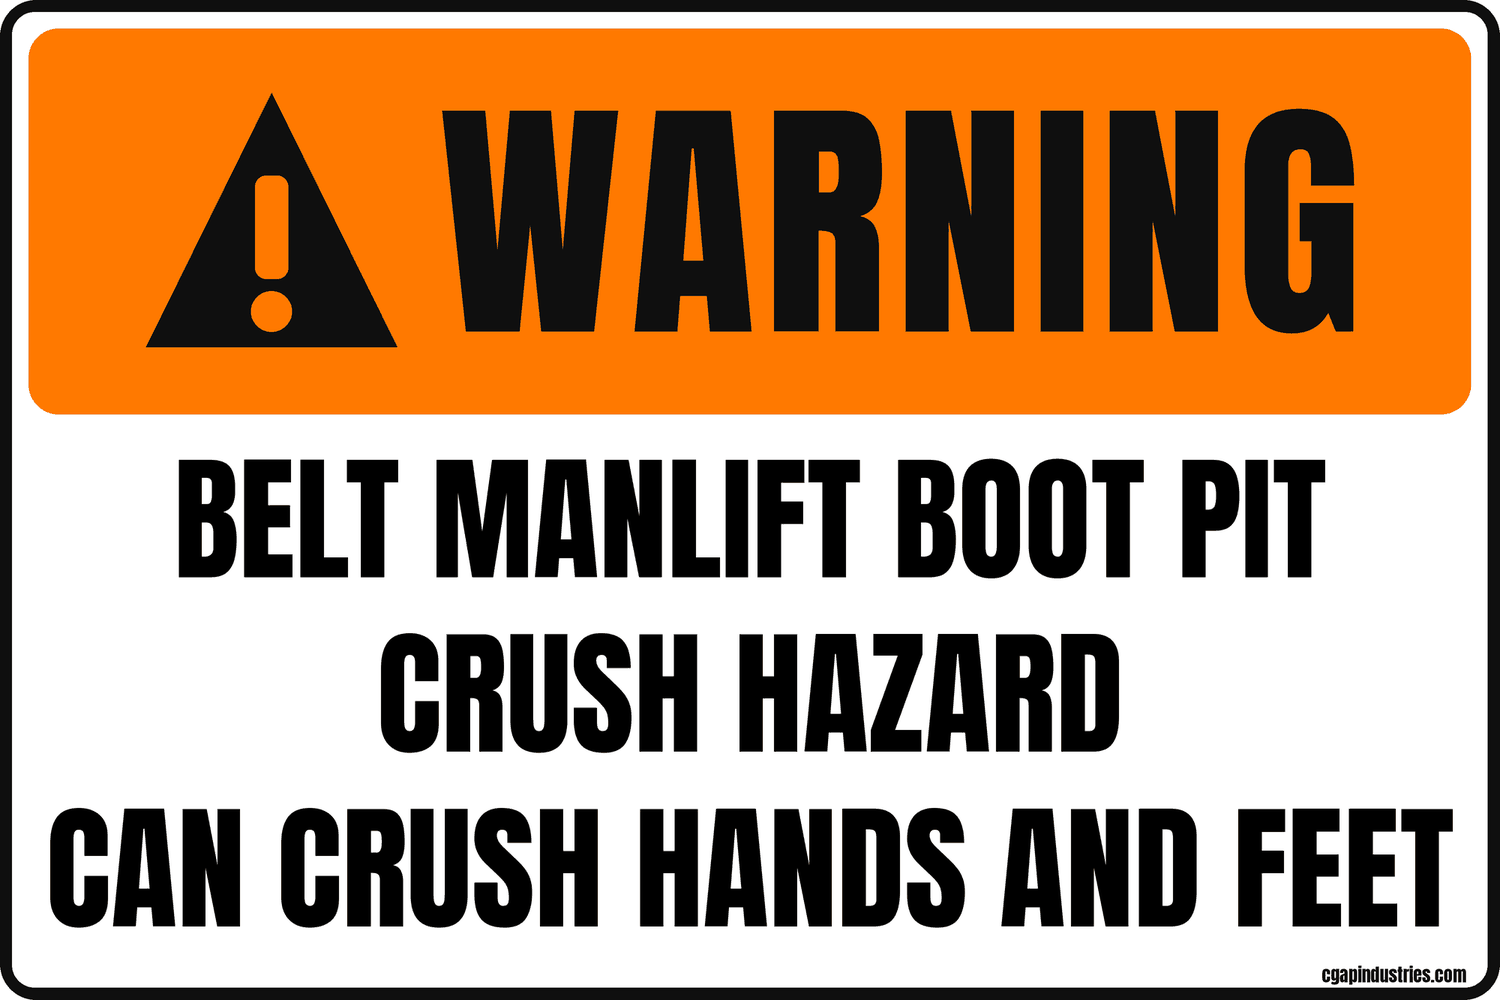 WARNING
BELT MANLIFT BOOT PIT
CRUSH HAZARD
CAN CRUSH HANDS AND FEET
cgapindustries.com